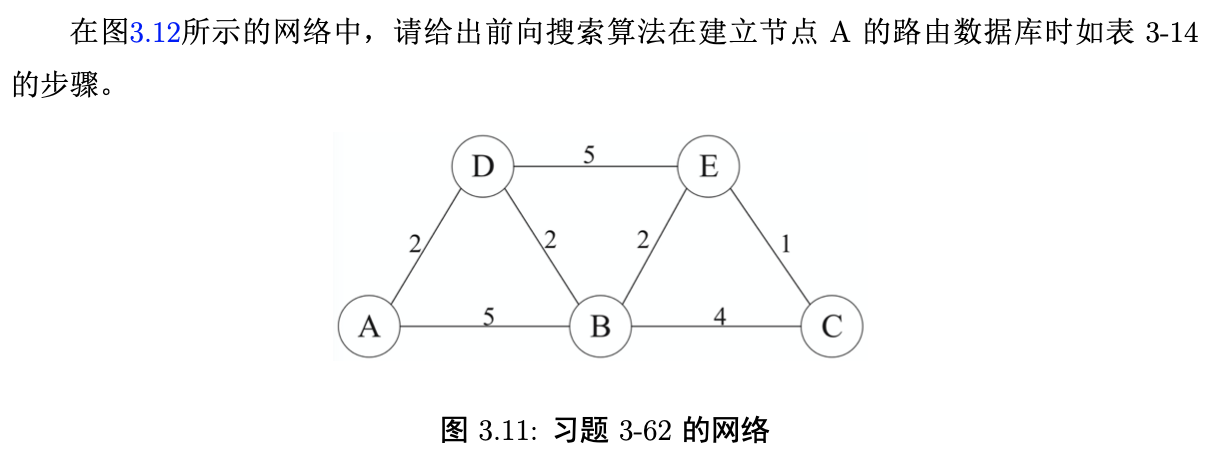 在图3.12所示的网络中，请给出前向搜索算法在建立节点 A 的路由数据库时如表 3-14
的步骤。
D 5 E
2 2 2 1
A 5 B 4 C
图 3.11: 习题 3-62 的网络